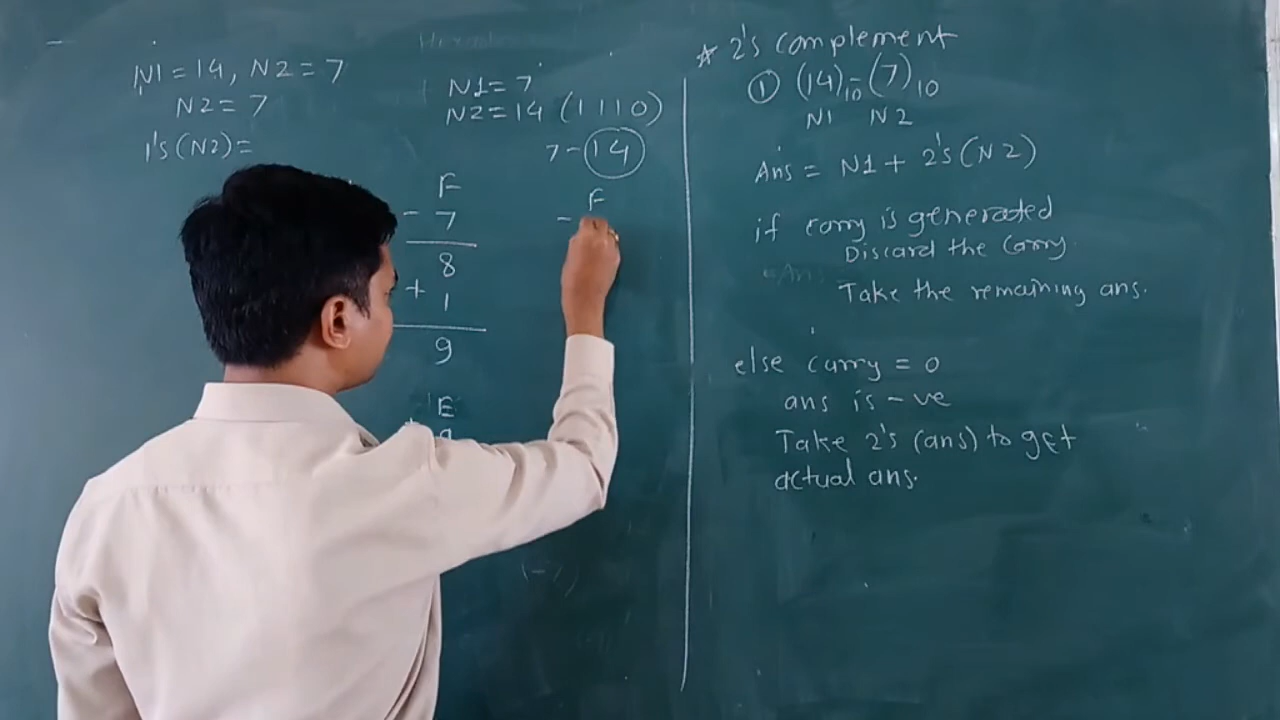 N1 = 14, N2 = 7
N2 = 7
1's (N2) =
F
- 7
8
+ 1
9
E
+ 9
N1 = 7
N2 = 14 (1110)
7 - 14
F
-
(-7)
* 2's complement
① (14)10 - (7)10
N1 N2
Ans = N1 + 2's (N2)
if carry is generated
Discard the carry
Take the remaining ans.
else carry = 0
ans is -ve
Take 2's (ans) to get
actual ans.